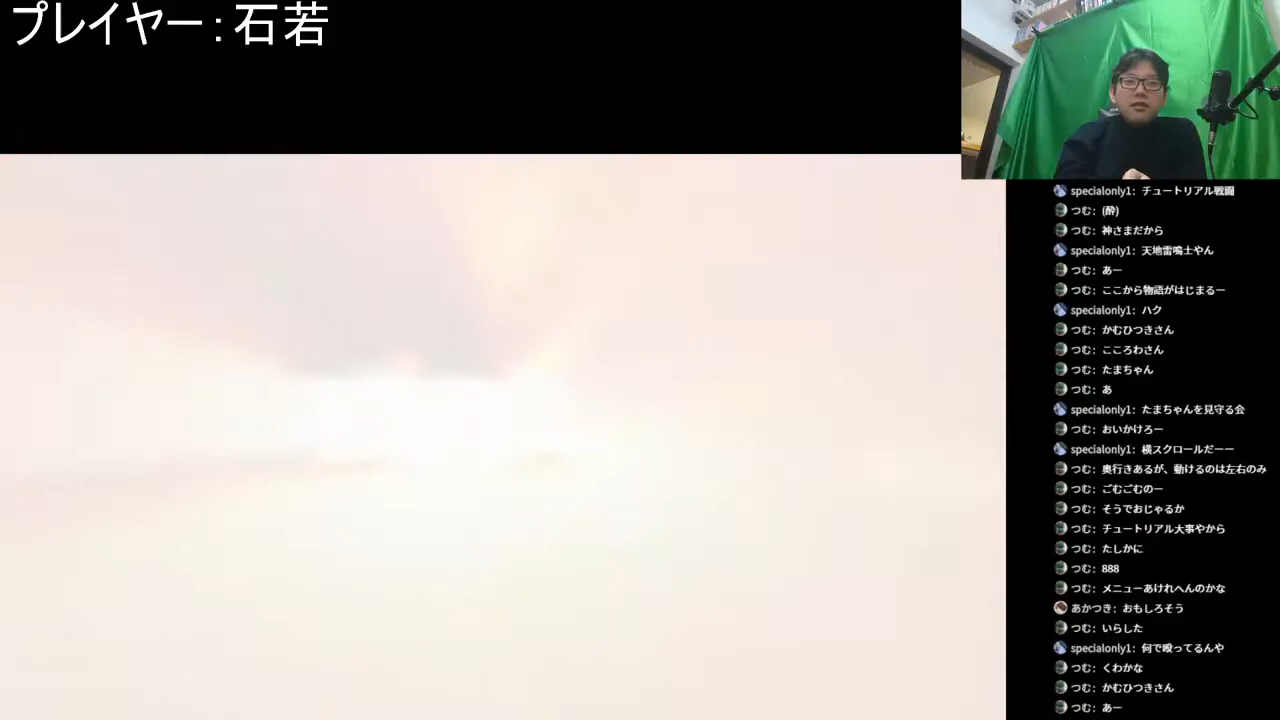 プレイヤー：石若
specialonly1: チュートリアル戦闘
つむ: (酔)
つむ: 神さまだから
specialonly1: 天地雷鳴士やん
つむ: あー
つむ: ここから物語がはじまるー
specialonly1: ハク
つむ: かむひつきさん
つむ: こころわさん
つむ: たまちゃん
つむ: あ
specialonly1: たまちゃんを見守る会
つむ: おいかけろー
specialonly1: 横スクロールだーー
つむ: 奥行きあるが、動けるのは左右のみ
つむ: ごむごむのー
つむ: そうでおじゃるか
つむ: チュートリアル大事やから
つむ: たしかに
つむ: 888
つむ: メニューあけれへんのかな
あかつき: おもしろそう
つむ: いらした
specialonly1: 何で殴ってるんや
つむ: くわかな
つむ: かむひつきさん
つむ: あー